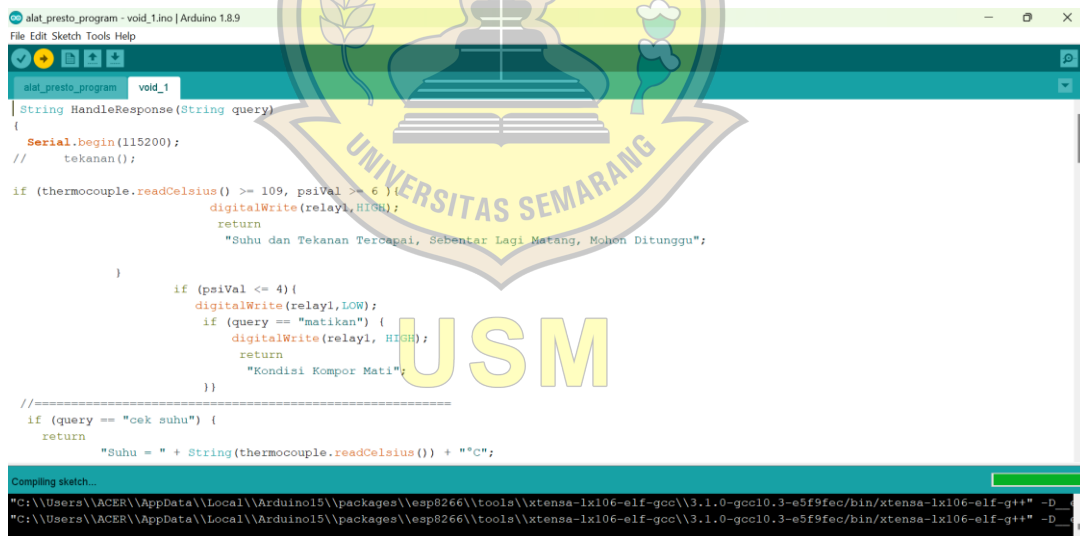 alat_presto_program - void_1.ino | Arduino 1.8.9
File Edit Sketch Tools Help
alat_presto_program void_1
String HandleResponse(String query)
{
Serial.begin(115200);
// tekanan();
if (thermocouple.readCelsius() >= 109, psiVal >= 6 ){
digitalWrite(relay1,HIGH);
return
"Suhu dan Tekanan Tercapai, Sebentar Lagi Matang, Mohon Ditunggu";
}
if (psiVal <= 4){
digitalWrite(relay1,LOW);
if (query == "matikan") {
digitalWrite(relay1, HIGH);
return
"Kondisi Kompor Mati";
}}
//==========================================================
if (query == "cek suhu") {
return
"Suhu = " + String(thermocouple.readCelsius()) + "°C";
UNIVERSITAS SEMARANG
USM
Compiling sketch...
"C:\\Users\\ACER\\AppData\\Local\\Arduino15\\packages\\esp8266\\tools\\xtensa-lx106-elf-gcc\\3.1.0-gcc10.3-e5f9fec/bin/xtensa-lx106-elf-g++" -D__
"C:\\Users\\ACER\\AppData\\Local\\Arduino15\\packages\\esp8266\\tools\\xtensa-lx106-elf-gcc\\3.1.0-gcc10.3-e5f9fec/bin/xtensa-lx106-elf-g++" -D__